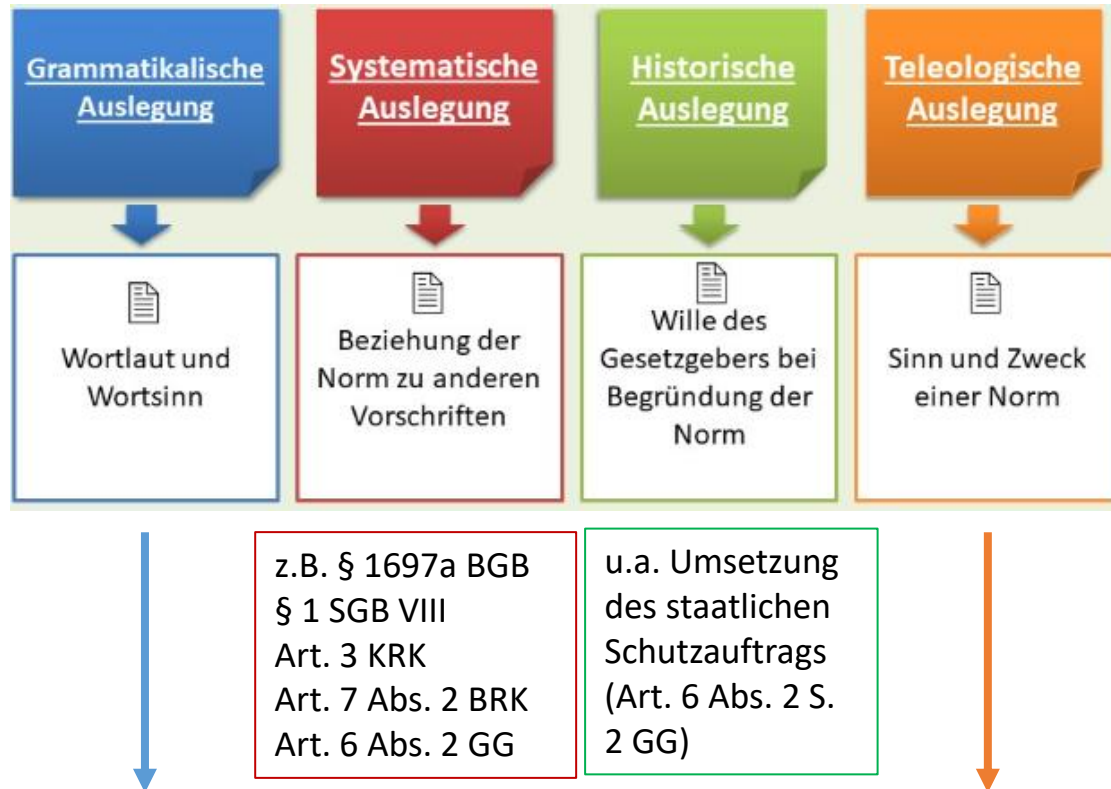 Grammatikalische
Auslegung
Systematische
Auslegung
Historische
Auslegung
Teleologische
Auslegung
Wortlaut und
Wortsinn
Beziehung der
Norm zu anderen
Vorschriften
Wille des
Gesetzgebers bei
Begründung der
Norm
Sinn und Zweck
einer Norm
z.B. § 1697a BGB
§ 1 SGB VIII
Art. 3 KRK
Art. 7 Abs. 2 BRK
Art. 6 Abs. 2 GG
u.a. Umsetzung
des staatlichen
Schutzauftrags
(Art. 6 Abs. 2 S.
2 GG)